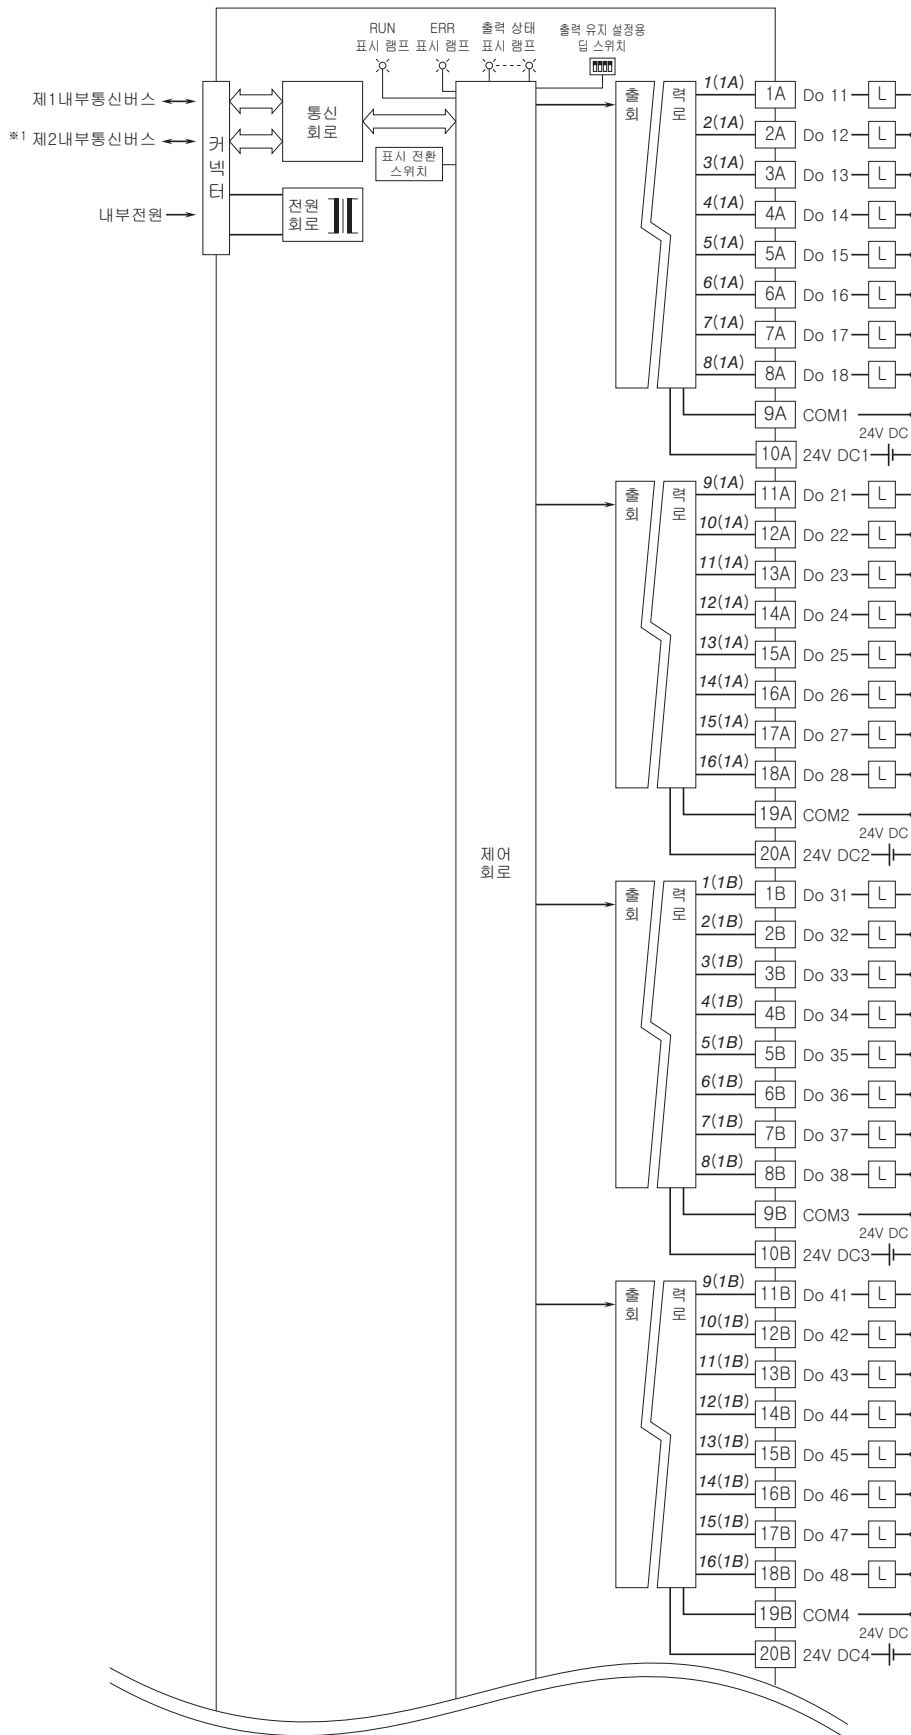 RUN
표시 램프
ERR
표시 램프
출력 상태
표시 램프
출력 유지 설정용
딥 스위치
제1내부통신버스
※1 제2내부통신버스
내부전원
커넥터
통신
회로
전원
회로
표시 전환
스위치
제어
회로
출력
회로
1(1A) 1A Do 11 L
2(1A) 2A Do 12 L
3(1A) 3A Do 13 L
4(1A) 4A Do 14 L
5(1A) 5A Do 15 L
6(1A) 6A Do 16 L
7(1A) 7A Do 17 L
8(1A) 8A Do 18 L
9A COM1
24V DC
10A 24V DC1
출력
회로
9(1A) 11A Do 21 L
10(1A) 12A Do 22 L
11(1A) 13A Do 23 L
12(1A) 14A Do 24 L
13(1A) 15A Do 25 L
14(1A) 16A Do 26 L
15(1A) 17A Do 27 L
16(1A) 18A Do 28 L
19A COM2
24V DC
20A 24V DC2
출력
회로
1(1B) 1B Do 31 L
2(1B) 2B Do 32 L
3(1B) 3B Do 33 L
4(1B) 4B Do 34 L
5(1B) 5B Do 35 L
6(1B) 6B Do 36 L
7(1B) 7B Do 37 L
8(1B) 8B Do 38 L
9B COM3
24V DC
10B 24V DC3
출력
회로
9(1B) 11B Do 41 L
10(1B) 12B Do 42 L
11(1B) 13B Do 43 L
12(1B) 14B Do 44 L
13(1B) 15B Do 45 L
14(1B) 16B Do 46 L
15(1B) 17B Do 47 L
16(1B) 18B Do 48 L
19B COM4
24V DC
20B 24V DC4